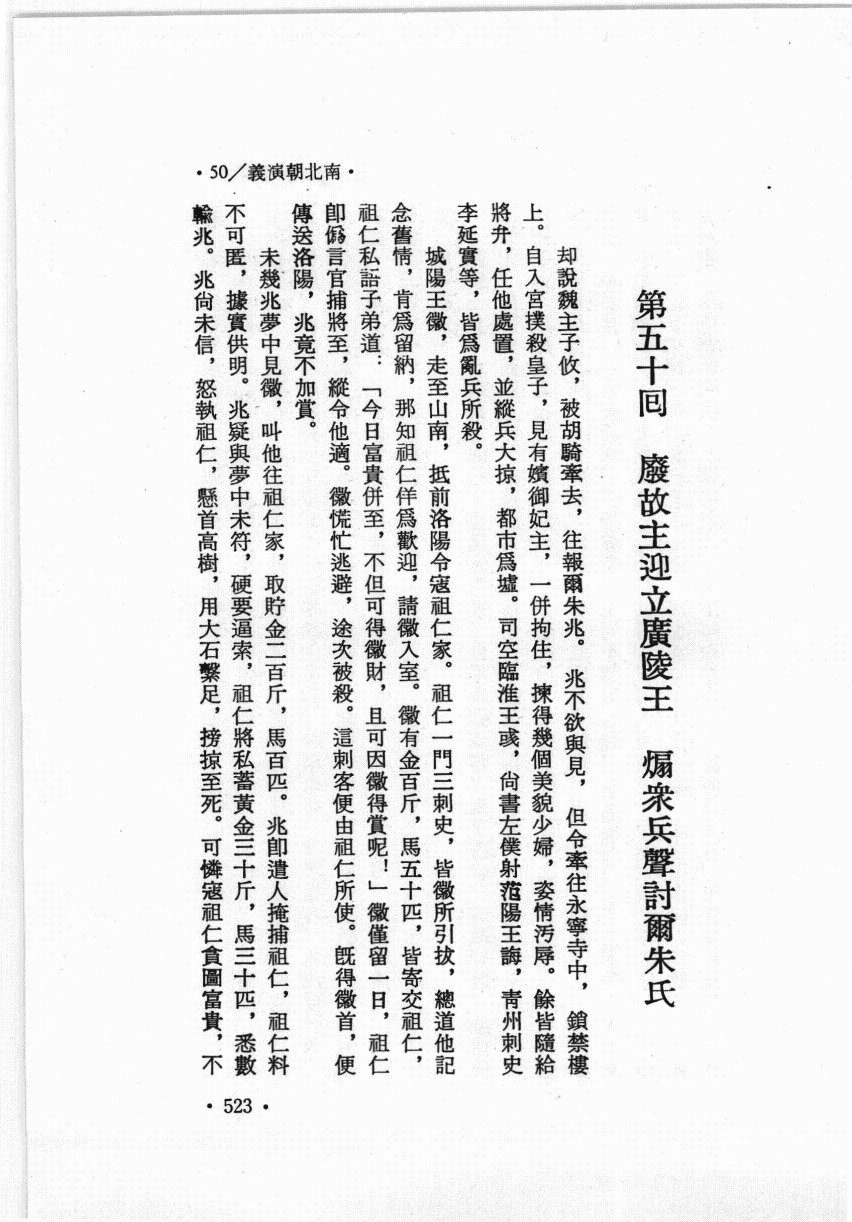 ・南北朝演義／50・
第五十回　廢故主迎立廣陵王　煽衆兵聲討爾朱氏
却說魏主子攸，被胡騎牽去，往報爾朱兆。兆不欲與見，但令牽往永寧寺中，鎖禁樓
上。自入宮撲殺皇子，見有嬪御妃主，一併拘住，揀得幾個美貌少婦，姿情污辱。餘皆隨給
將弁，任他處置，並縱兵大掠，都市爲墟。司空臨淮王彧，尙書左僕射范陽王誨，靑州刺史
李延實等，皆爲亂兵所殺。
城陽王徽，走至山南，抵前洛陽令寇祖仁家。祖仁一門三刺史，皆徽所引拔，總道他記
念舊情，肯爲留納，那知祖仁佯爲歡迎，請徽入室。徽有金百斤，馬五十匹，皆寄交祖仁，
祖仁私語子弟道：「今日富貴併至，不但可得徽財，且可因徽得賞呢！」徽僅留一日，祖仁
卽僞言官捕將至，縱令他適。徽慌忙逃避，途次被殺。這刺客便由祖仁所使。旣得徽首，便
傳送洛陽，兆竟不加賞。
未幾兆夢中見徽，叫他往祖仁家，取貯金二百斤，馬百匹。兆卽遣人掩捕祖仁，祖仁料
不可匿，據實供明。兆疑與夢中未符，硬要逼索，祖仁將私蓄黃金三十斤，馬三十匹，悉數
輸兆。兆尙未信，怒執祖仁，懸首高樹，用大石繫足，搒掠至死。可憐寇祖仁貪圖富貴，不
・523・